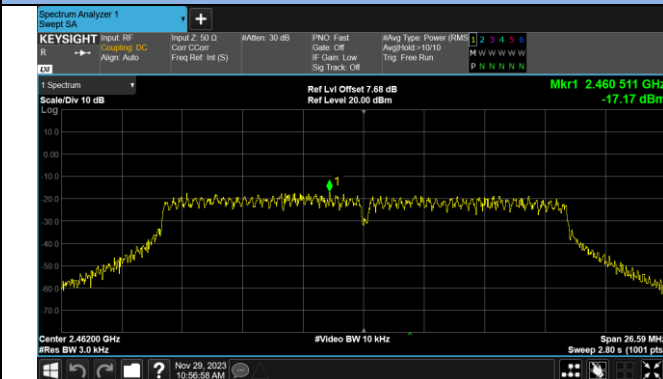 Spectrum Analyzer 1
Swept SA
+
KEYSIGHT Input: RF Input Z: 50 Ω #Atten: 30 dB PNO: Fast #Avg Type: Power (RMS 1 2 3 4 5 6
R Coupling: DC Corr CCorr Gate: Off Avg|Hold:>10/10 M W W W W W
Align: Auto Freq Ref: Int (S) IF Gain: Low Trig: Free Run
Sig Track: Off P N N N N N
LXI
1 Spectrum Ref Lvl Offset 7.68 dB Mkr1 2.460 511 GHz
Scale/Div 10 dB Ref Level 20.00 dBm -17.17 dBm
Log
10.0
0.00
1
-10.0
-20.0
-30.0
-40.0
-50.0
-60.0
-70.0
Center 2.46200 GHz #Video BW 10 kHz Span 26.59 MHz
#Res BW 3.0 kHz Sweep 2.80 s (1001 pts
? Nov 29, 2023
10:56:58 AM